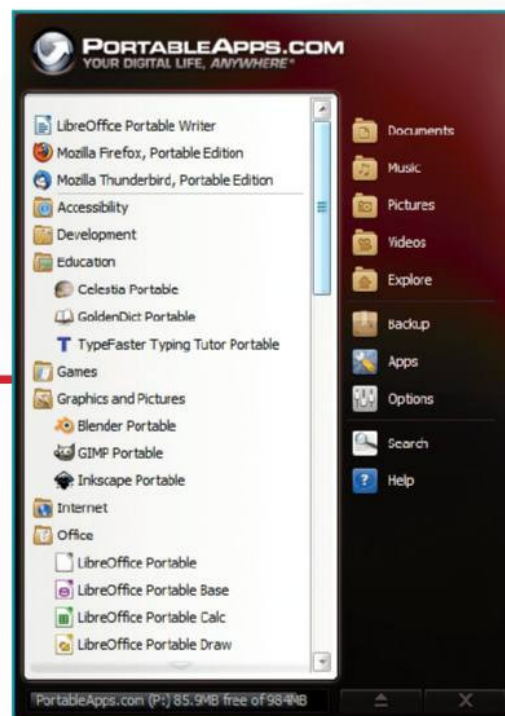 PORTABLEAPPS.COM
YOUR DIGITAL LIFE, ANYWHERE®
LibreOffice Portable Writer
Mozilla Firefox, Portable Edition
Mozilla Thunderbird, Portable Edition
Accessibility
Development
Education
Celestia Portable
GoldenDict Portable
TypeFaster Typing Tutor Portable
Games
Graphics and Pictures
Blender Portable
GIMP Portable
Inkscape Portable
Internet
Office
LibreOffice Portable
LibreOffice Portable Base
LibreOffice Portable Calc
LibreOffice Portable Draw
Documents
Music
Pictures
Videos
Explore
Backup
Apps
Options
Search
Help
PortableApps.com (P:) 85.9MB free of 984MB